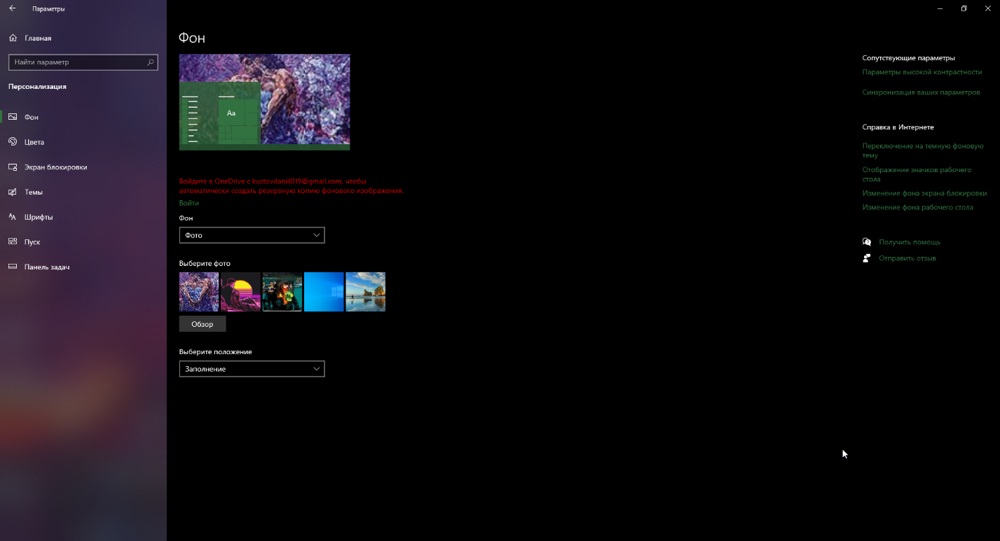 Параметры
Главная
Найти параметр
Персонализация
Фон
Цвета
Экран блокировки
Темы
Шрифты
Пуск
Панель задач
Фон
Aa
Войдите в OneDrive с kustovdaniil019@gmail.com, чтобы
автоматически создать резервную копию фонового изображения.
Войти
Фон
Фото
Выберите фото
Обзор
Выберите положение
Заполнение
Сопутствующие параметры
Параметры высокой контрастности
Синхронизация ваших параметров
Справка в Интернете
Переключение на темную фоновую
тему
Отображение значков рабочего
стола
Изменение фона экрана блокировки
Изменение фона рабочего стола
Получить помощь
Отправить отзыв